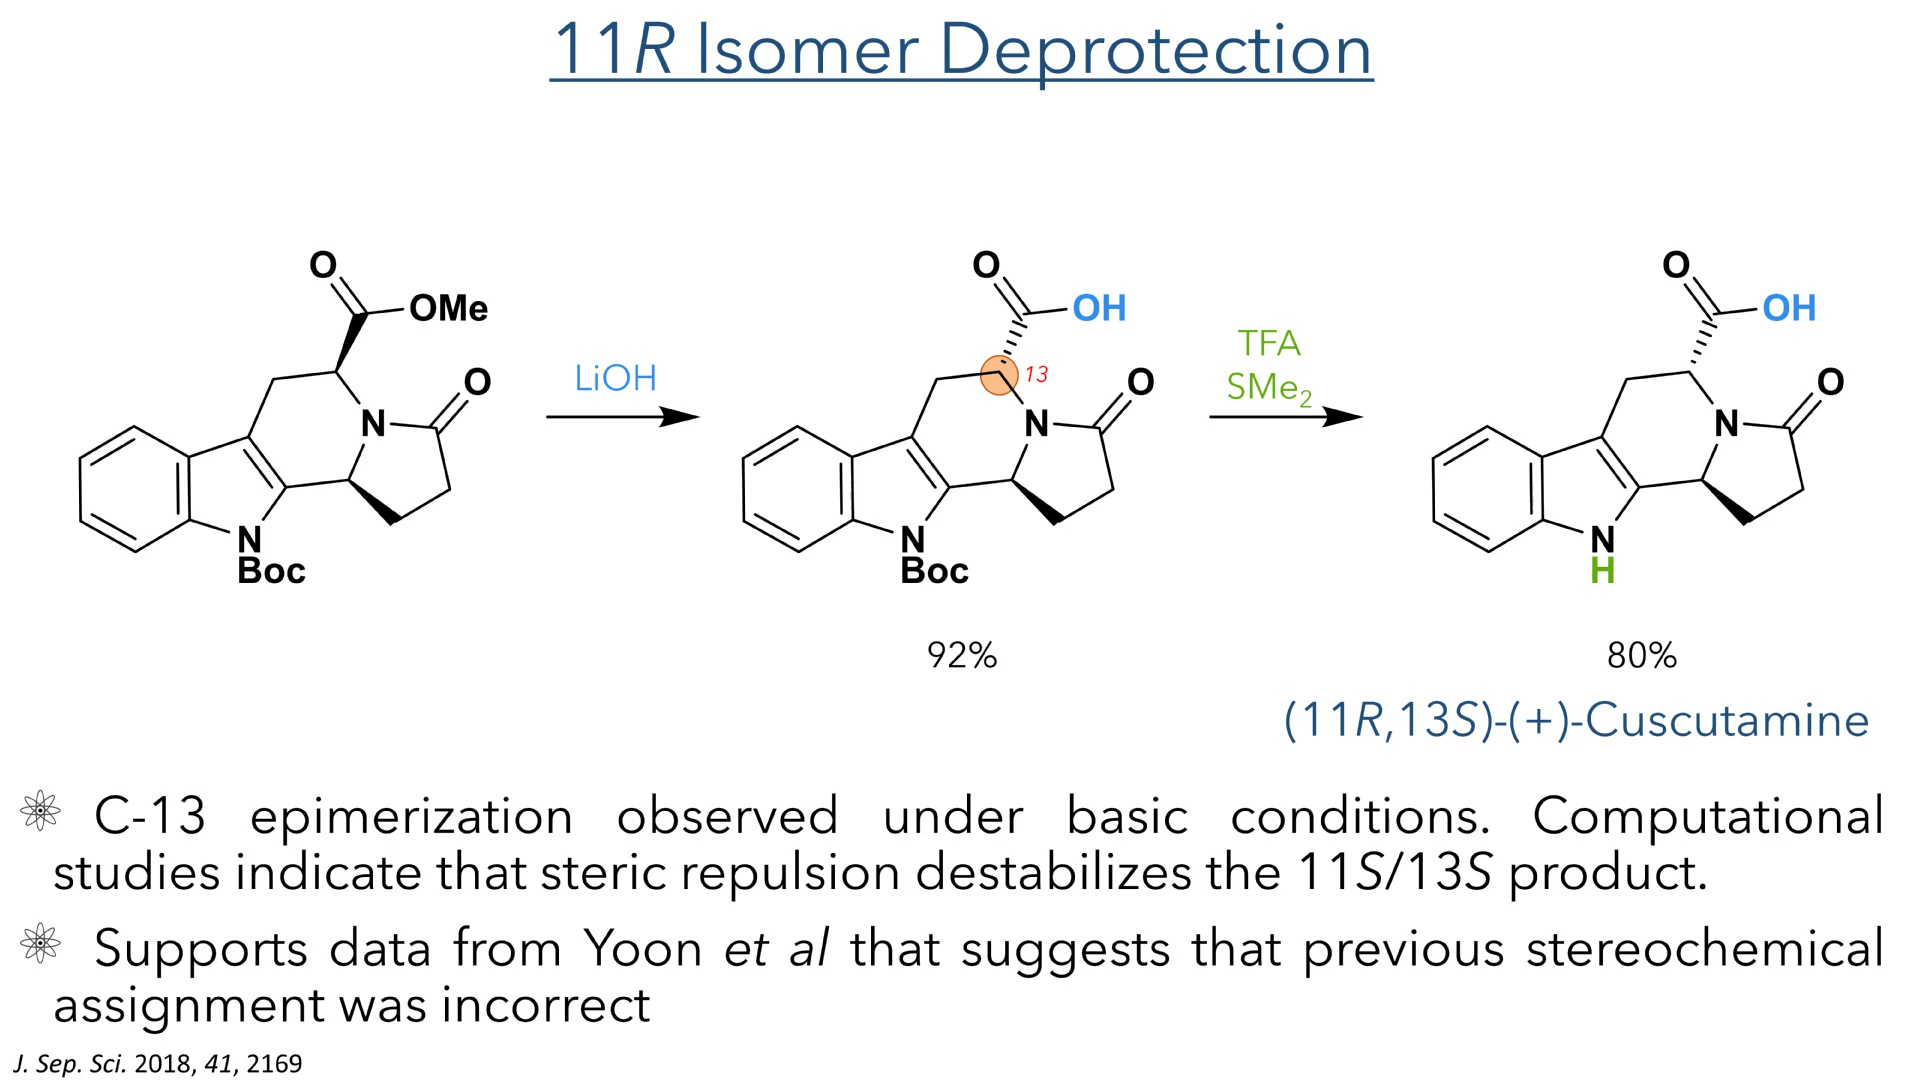 11R Isomer Deprotection
O
OMe
O
N
N
Boc
LiOH
O
OH
13
O
N
N
Boc
92%
TFA
SMe₂
O
OH
O
N
N
H
80%
(11R,13S)-(+)-Cuscutamine
C-13 epimerization observed under basic conditions. Computational
studies indicate that steric repulsion destabilizes the 11S/13S product.
Supports data from Yoon et al that suggests that previous stereochemical
assignment was incorrect
J. Sep. Sci. 2018, 41, 2169